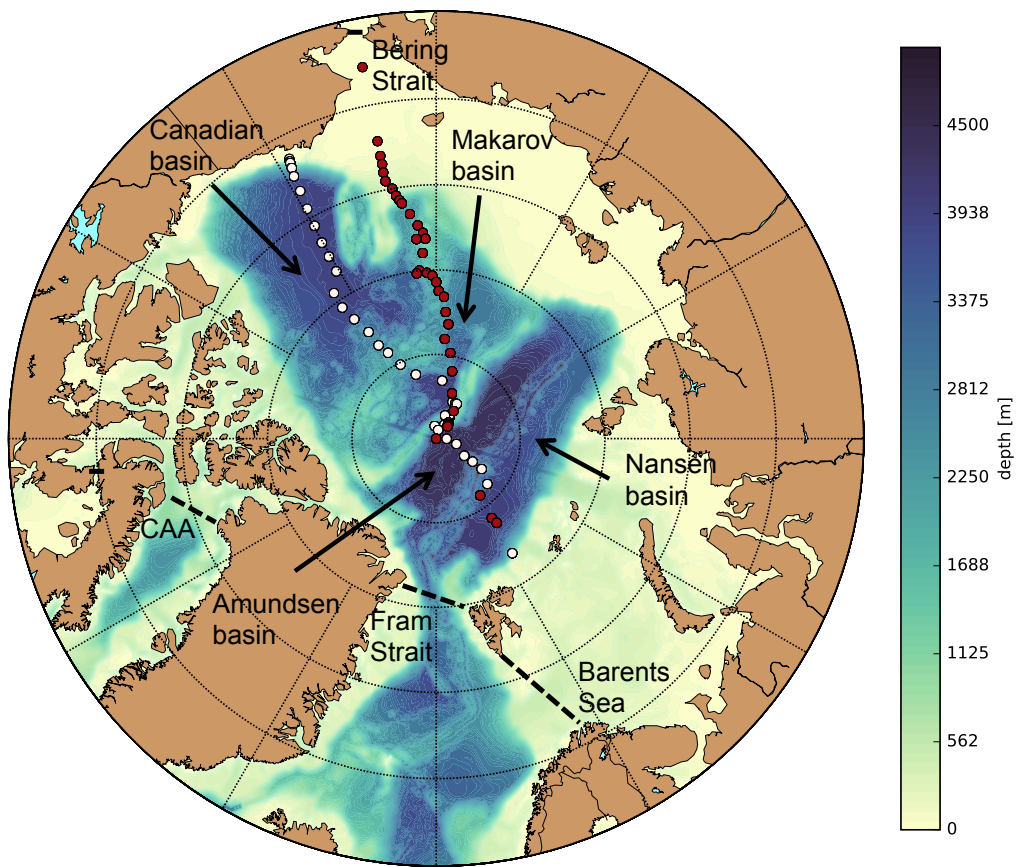 Bering
Strait
Canadian
basin
Makarov
basin
Nansen
basin
CAA
Amundsen
basin
Fram
Strait
Barents
Sea
4500
3938
3375
2812
2250
1688
1125
562
0
depth [m]